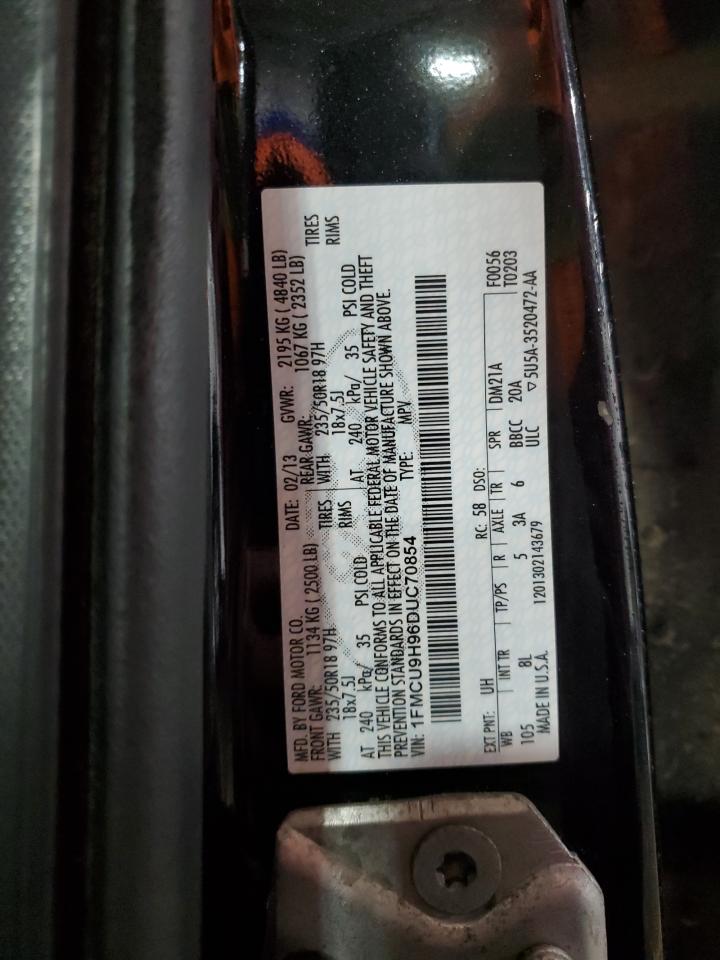 MFD. BY FORD MOTOR CO. DATE: 02/13 GVWR: 2195 KG ( 4840 LB)
FRONT GAWR: 1134 KG ( 2500 LB) REAR GAWR: 1067 KG ( 2352 LB)
WITH 235/50R18 97H TIRES WITH 235/50R18 97H TIRES
18x7.5J RIMS 18x7.5J RIMS
AT 240 kPa/ 35 PSI COLD AT 240 kPa/ 35 PSI COLD
THIS VEHICLE CONFORMS TO ALL APPLICABLE FEDERAL MOTOR VEHICLE SAFETY AND THEFT
PREVENTION STANDARDS IN EFFECT ON THE DATE OF MANUFACTURE SHOWN ABOVE.
VIN: 1FMCU9H96DUC70854 TYPE: MPV
EXT PNT: UH RC: 58 DSO: F0056
WB INT TR TP/PS R AXLE TR SPR DM21A T0203
105 8L 5 3A 6 BBCC 20A
MADE IN U.S.A. 1201302143679 ULC ▽5U5A-3520472-AA